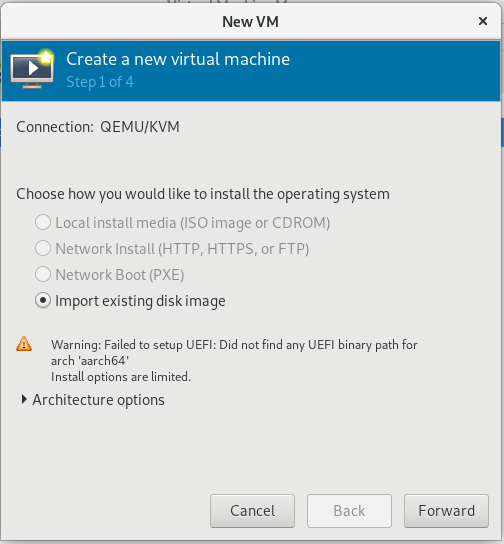 New VM
Create a new virtual machine
Step 1 of 4
Connection: QEMU/KVM
Choose how you would like to install the operating system
Local install media (ISO image or CDROM)
Network Install (HTTP, HTTPS, or FTP)
Network Boot (PXE)
Import existing disk image
Warning: Failed to setup UEFI: Did not find any UEFI binary path for
arch 'aarch64'
Install options are limited.
Architecture options
Cancel
Back
Forward